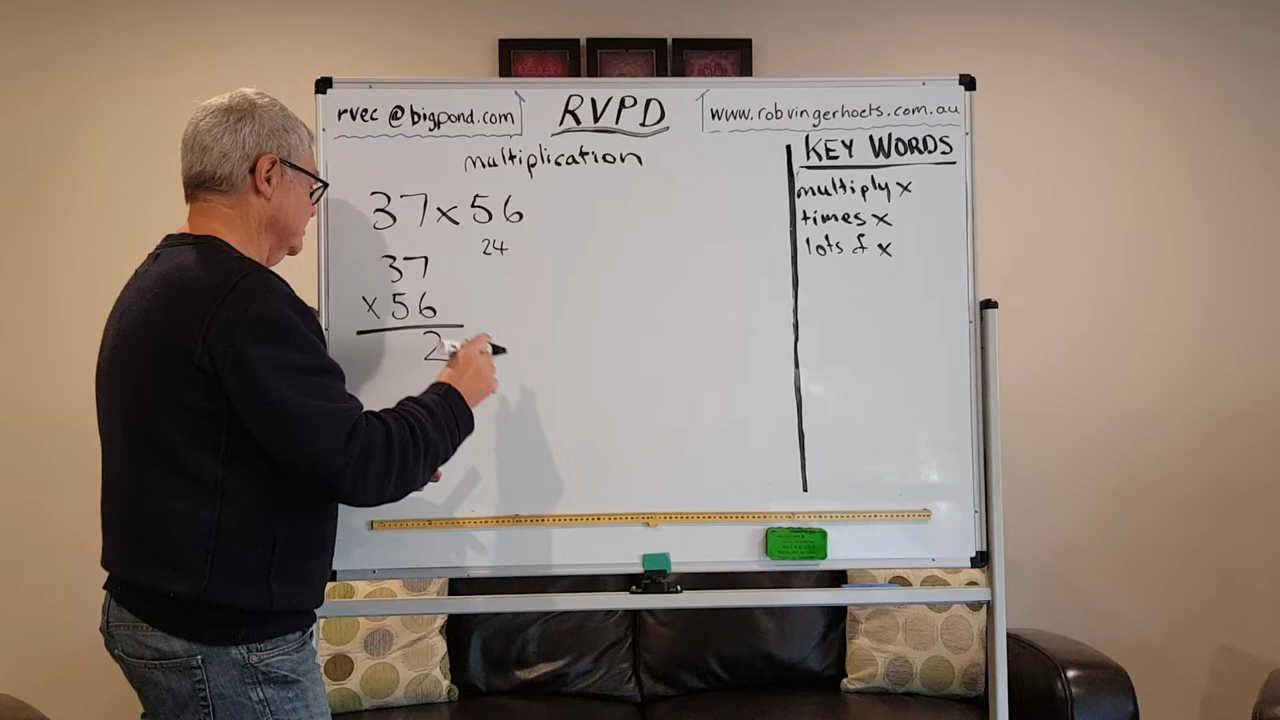 rvec @bigpond.com
RVPD
www.robvingerhoets.com.au
multiplication
37 x 56
24
37
x 56
2
KEY WORDS
multiply x
times x
lots of x